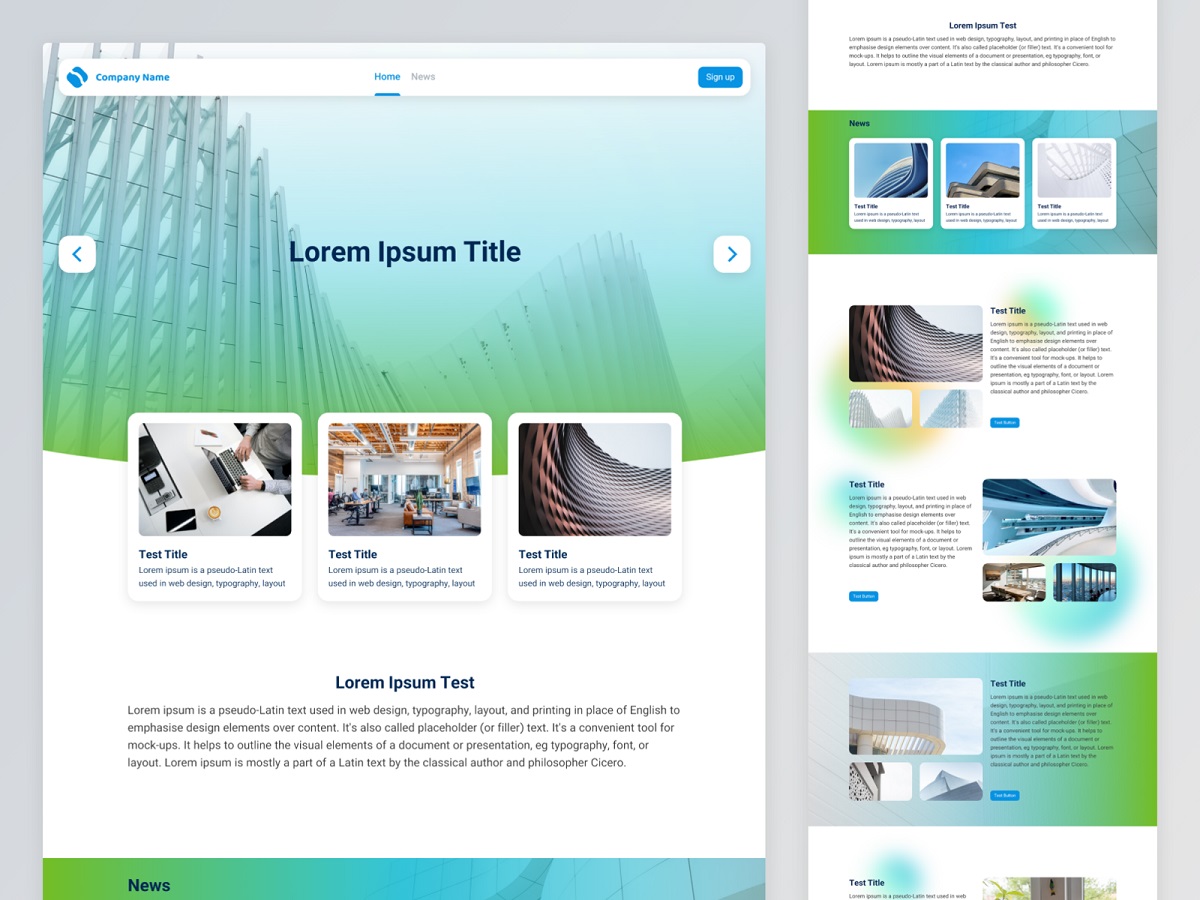 Company Name
Home
News
Sign up
Lorem Ipsum Title
Test Title
Lorem ipsum is a pseudo-Latin text
used in web design, typography, layout
Test Title
Lorem ipsum is a pseudo-Latin text
used in web design, typography, layout
Test Title
Lorem ipsum is a pseudo-Latin text
used in web design, typography, layout
Lorem Ipsum Test
Lorem ipsum is a pseudo-Latin text used in web design, typography, layout, and printing in place of English to
emphasise design elements over content. It's also called placeholder (or filler) text. It's a convenient tool for
mock-ups. It helps to outline the visual elements of a document or presentation, eg typography, font, or
layout. Lorem ipsum is mostly a part of a Latin text by the classical author and philosopher Cicero.
News
Lorem Ipsum Test
Lorem ipsum is a pseudo-Latin text used in web design, typography, layout, and printing in place of English to
emphasise design elements over content. It's also called placeholder (or filler) text. It's a convenient tool for
mock-ups. It helps to outline the visual elements of a document or presentation, eg typography, font, or
layout. Lorem ipsum is mostly a part of a Latin text by the classical author and philosopher Cicero.
News
Test Title
Lorem ipsum is a pseudo-Latin text
used in web design, typography, layout
Test Title
Lorem ipsum is a pseudo-Latin text
used in web design, typography, layout
Test Title
Lorem ipsum is a pseudo-Latin text
used in web design, typography, layout
Test Title
Lorem ipsum is a pseudo-Latin text used in web
design, typography, layout, and printing in place of
English to emphasise design elements over
content. It's also called placeholder (or filler) text.
It's a convenient tool for mock-ups. It helps to
outline the visual elements of a document or
presentation, eg typography, font, or layout. Lorem
ipsum is mostly a part of a Latin text by the
classical author and philosopher Cicero.
Test Button
Test Title
Lorem ipsum is a pseudo-Latin text used in web
design, typography, layout, and printing in place of
English to emphasise design elements over
content. It's also called placeholder (or filler) text.
It's a convenient tool for mock-ups. It helps to
outline the visual elements of a document or
presentation, eg typography, font, or layout. Lorem
ipsum is mostly a part of a Latin text by the
classical author and philosopher Cicero.
Test Button
Test Title
Lorem ipsum is a pseudo-Latin text used in web
design, typography, layout, and printing in place of
English to emphasise design elements over
content. It's also called placeholder (or filler) text.
It's a convenient tool for mock-ups. It helps to
outline the visual elements of a document or
presentation, eg typography, font, or layout. Lorem
ipsum is mostly a part of a Latin text by the
classical author and philosopher Cicero.
Test Button
Test Title
Lorem ipsum is a pseudo-Latin text used in web